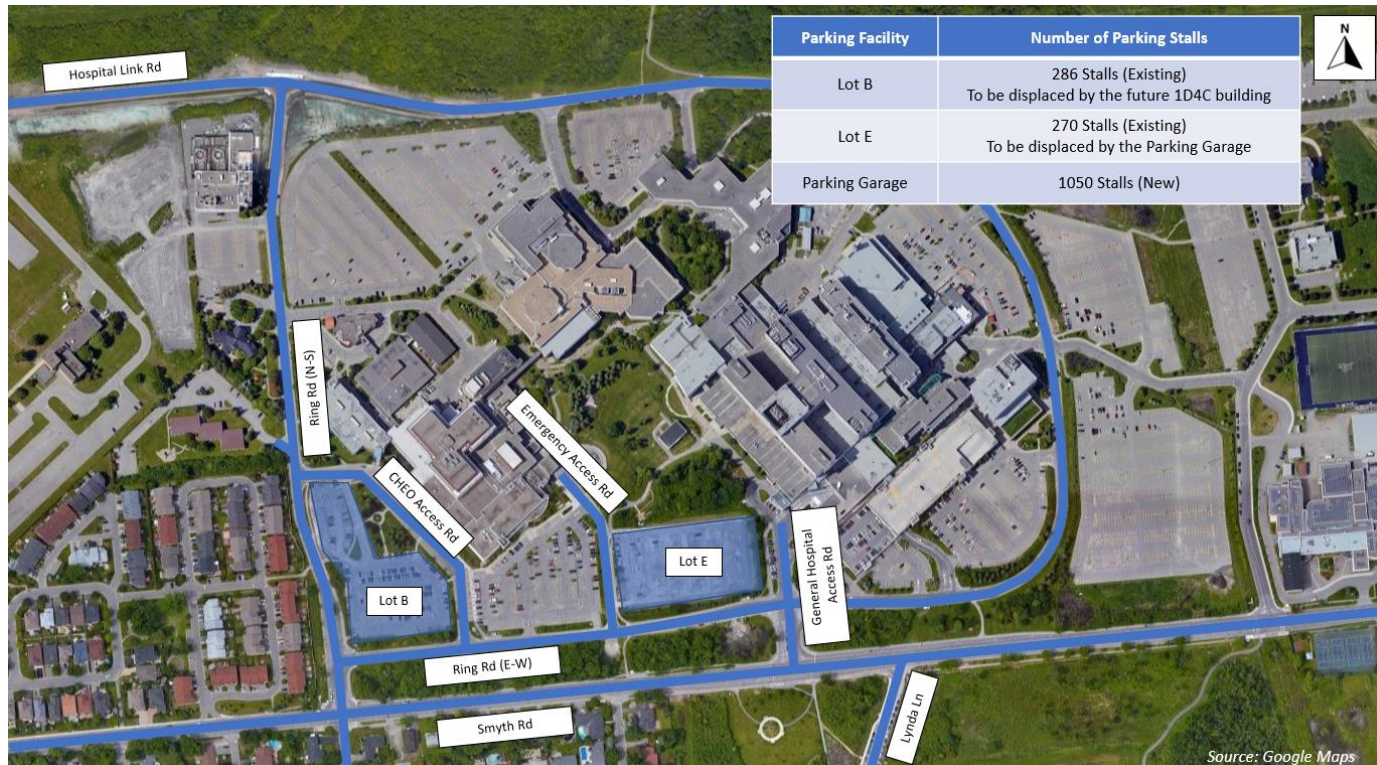 Parking Facility
Number of Parking Stalls
Lot B
286 Stalls (Existing)
To be displaced by the future 1D4C building
Lot E
270 Stalls (Existing)
To be displaced by the Parking Garage
Parking Garage
1050 Stalls (New)
N
Hospital Link Rd
Ring Rd (N-S)
CHEO Access Rd
Emergency Access Rd
General Hospital
Access Rd
Lot E
Lot B
Ring Rd (E-W)
Smyth Rd
Lynda Ln
Source: Google Maps